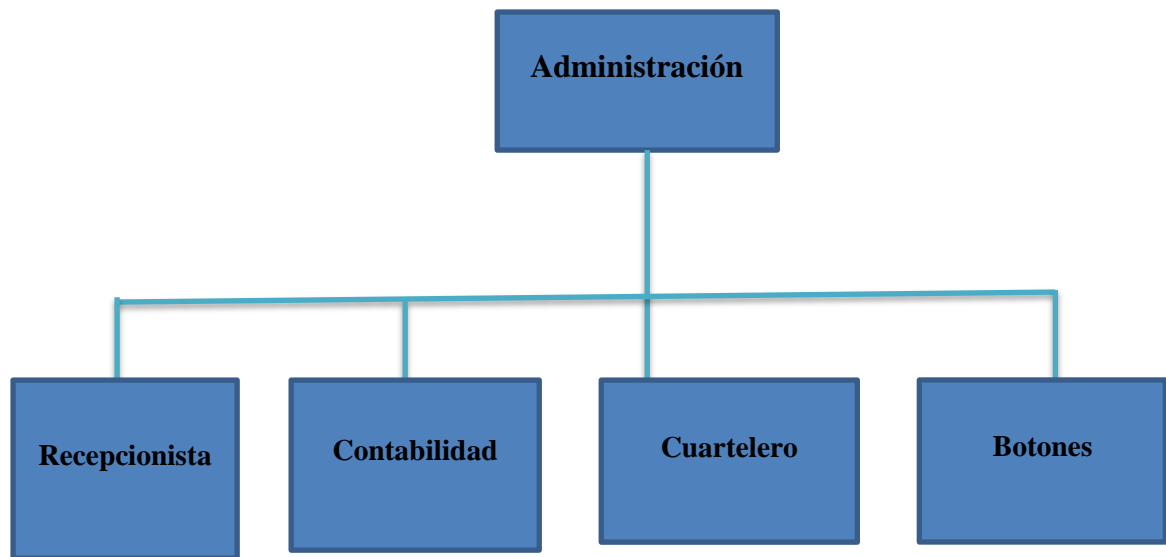 Administración
Recepcionista
Contabilidad
Cuartelero
Botones